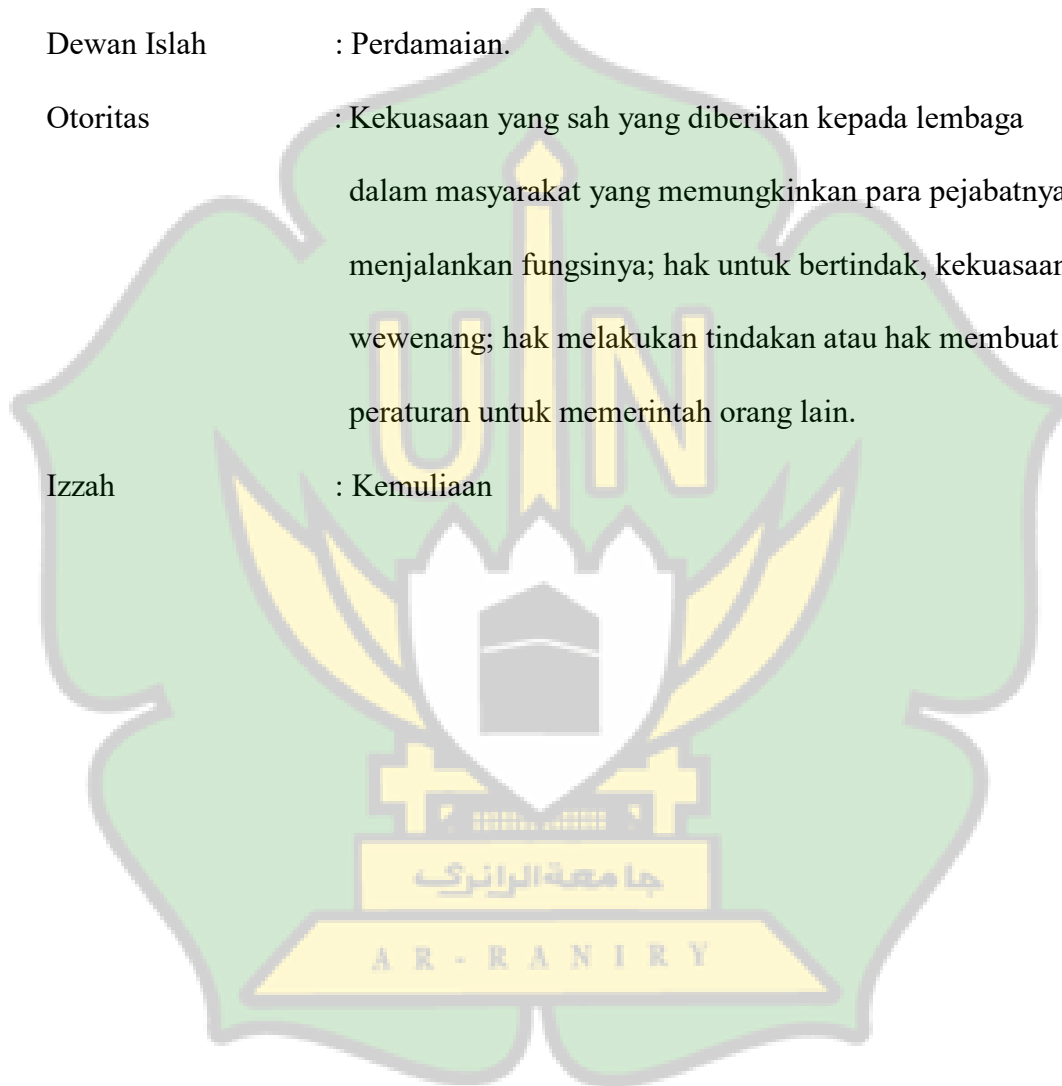 Dewan Islah : Perdamaian.
Otoritas : Kekuasaan yang sah yang diberikan kepada lembaga
dalam masyarakat yang memungkinkan para pejabatnya
menjalankan fungsinya; hak untuk bertindak, kekuasaan
wewenang; hak melakukan tindakan atau hak membuat
peraturan untuk memerintah orang lain.
Izzah : Kemuliaan
UIN
جامعة الرانري
AR-RANIRY